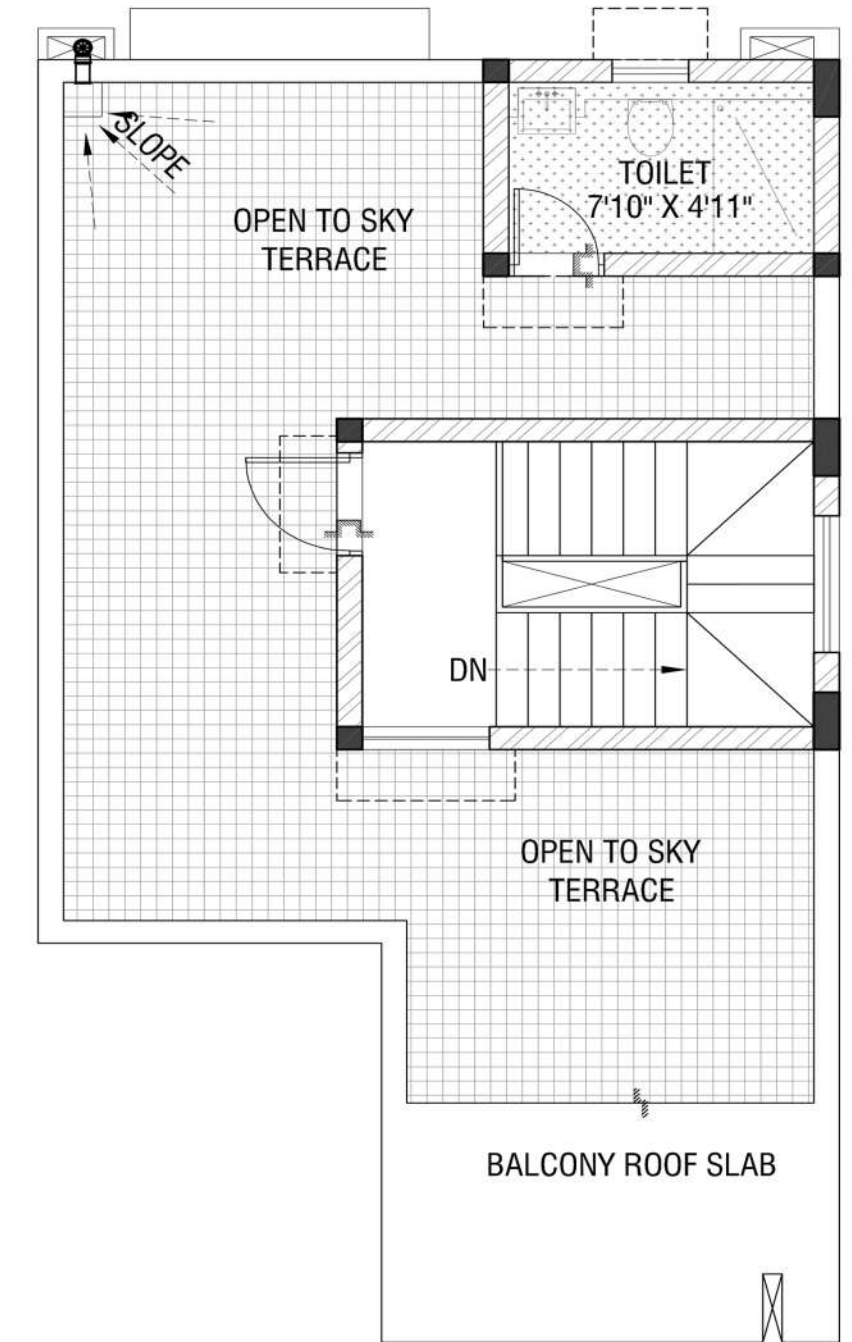 SLOPE
OPEN TO SKY
TERRACE
TOILET
7'10" X 4'11"
DN
OPEN TO SKY
TERRACE
BALCONY ROOF SLAB